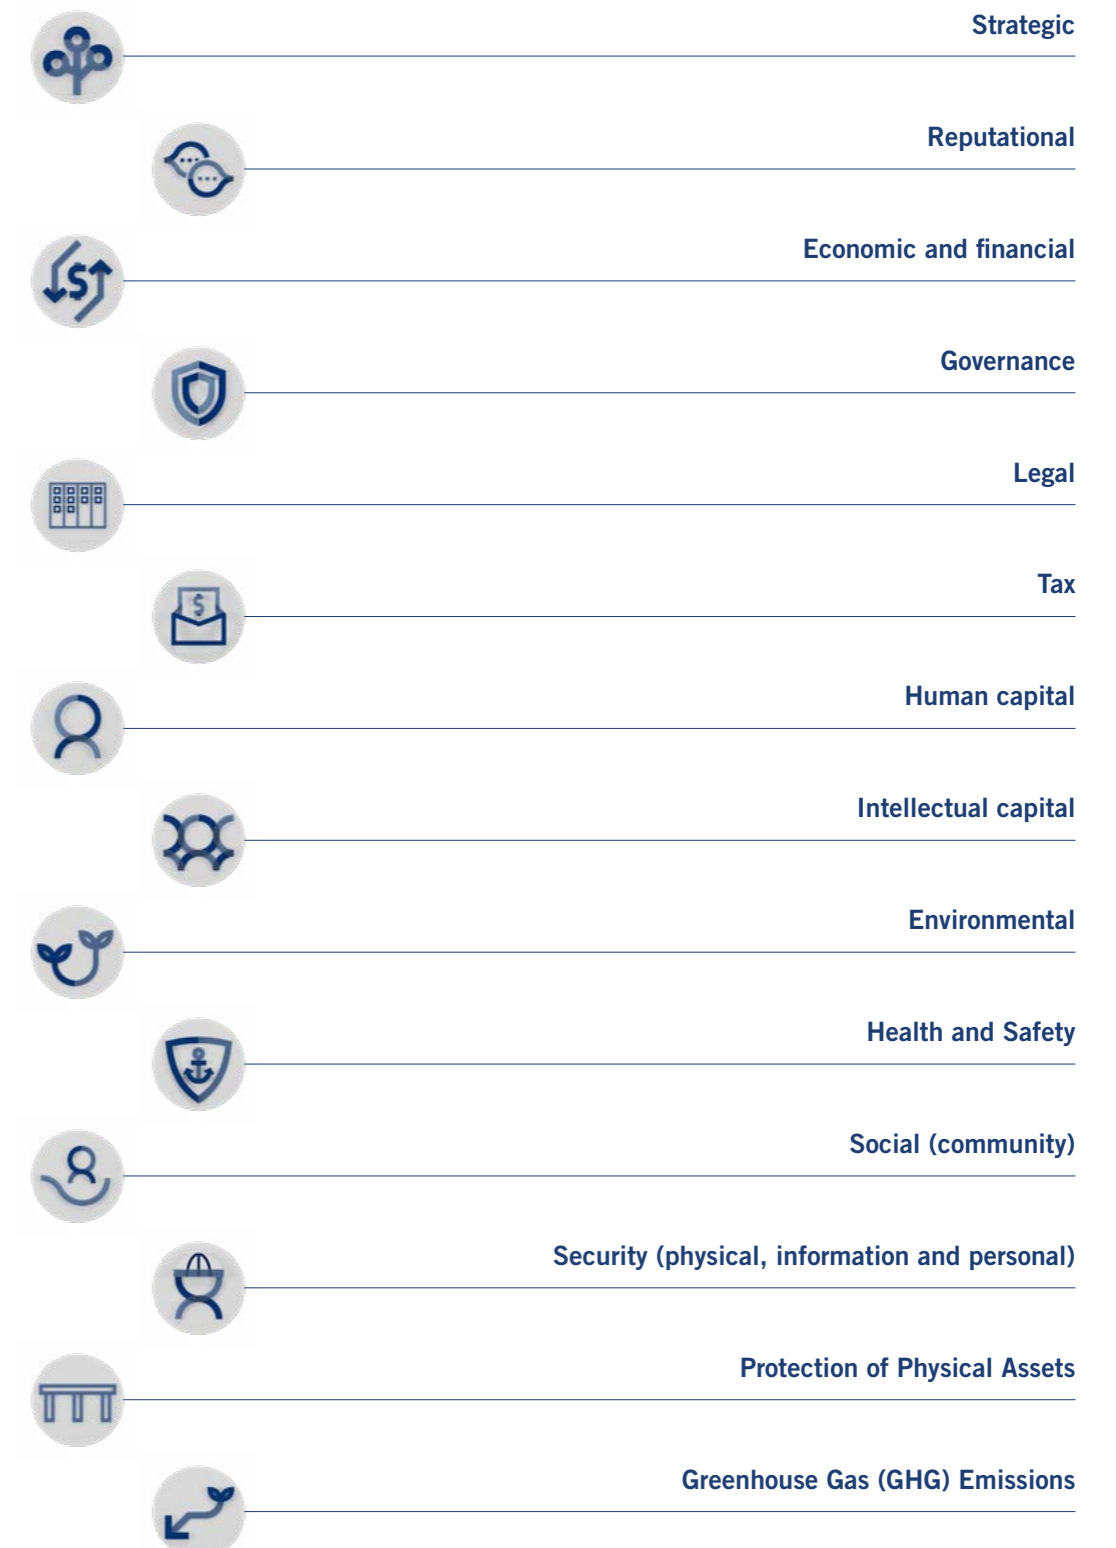 Strategic
Reputational
Economic and financial
Governance
Legal
Tax
Human capital
Intellectual capital
Environmental
Health and Safety
Social (community)
Security (physical, information and personal)
Protection of Physical Assets
Greenhouse Gas (GHG) Emissions